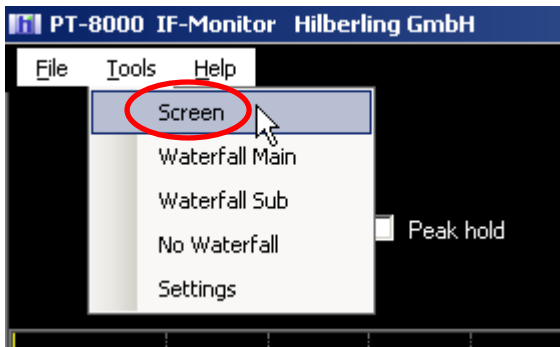 PT-8000 IF-Monitor Hilberling GmbH
File Tools Help
Screen
Waterfall Main
Waterfall Sub
Peak hold
No Waterfall
Settings